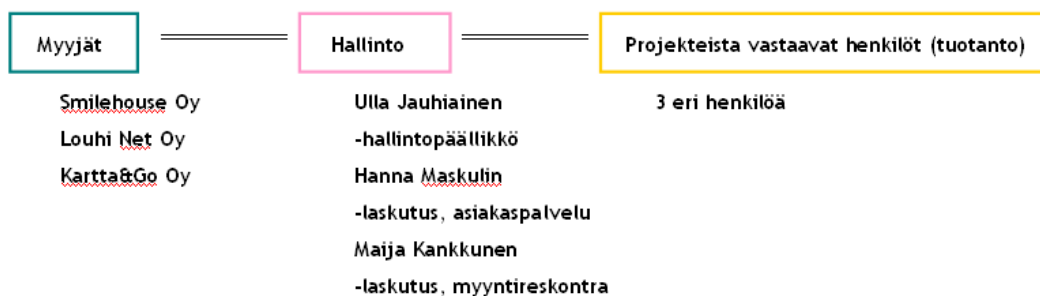 Myyjät
Hallinto
Projekteista vastaavat henkilöt (tuotanto)
Smilehouse Oy
Louhi Net Oy
Kartta&Go Oy
Ulla Jauhiainen
-hallintopäällikkö
Hanna Maskulin
-laskutus, asiakaspalvelu
Maija Kankkunen
-laskutus, myyntireskontra
3 eri henkilöä